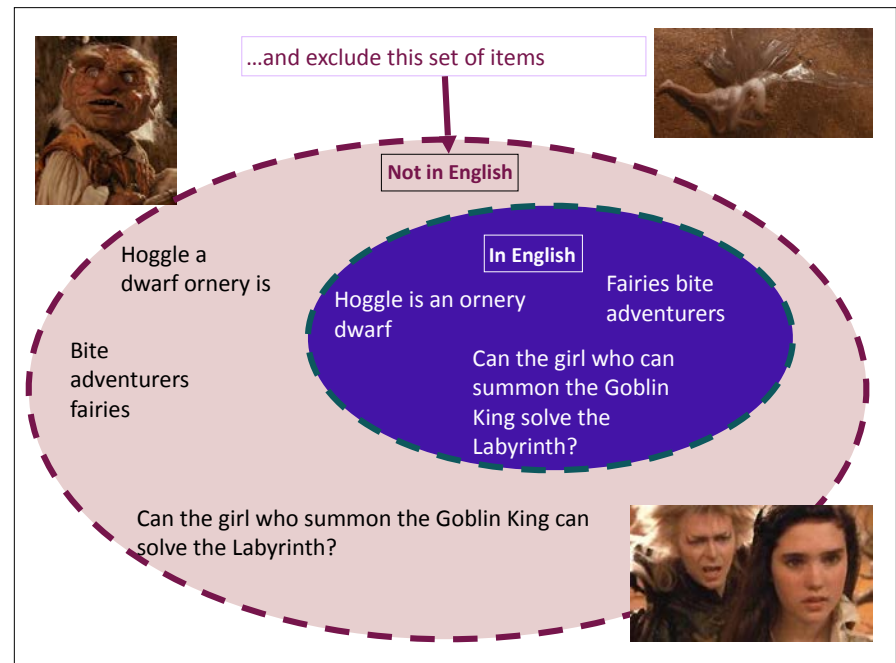 …and exclude this set of items
Not in English
In English
Hoggle a
dwarf ornery is
Hoggle is an ornery
dwarf
Fairies bite
adventurers
Bite
adventurers
fairies
Can the girl who can
summon the Goblin
King solve the
Labyrinth?
Can the girl who summon the Goblin King can
solve the Labyrinth?